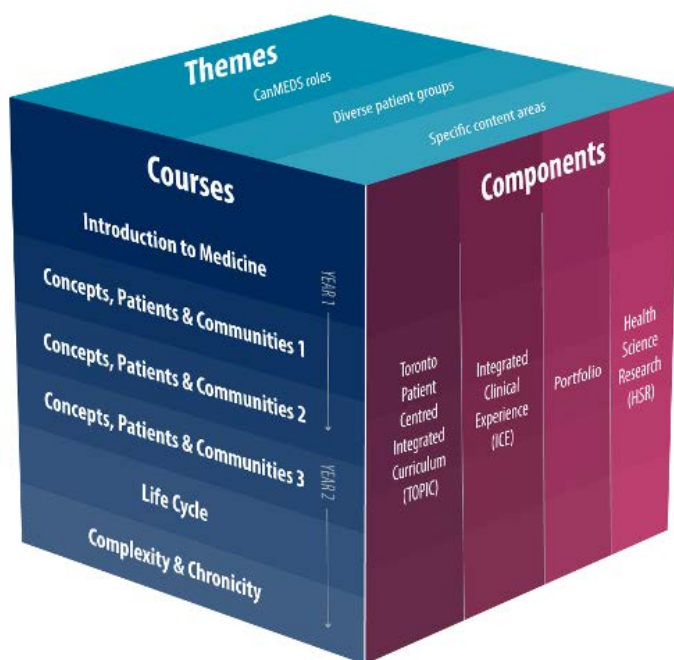 Themes
CanMEDS roles
Diverse patient groups
Specific content areas
Courses
Introduction to Medicine
Concepts, Patients & Communities 1
Concepts, Patients & Communities 2
Concepts, Patients & Communities 3
Life Cycle
Complexity & Chronicity
YEAR 1
YEAR 2
Components
Toronto
Patient
Centred
Integrated
Curriculum
(TOPIC)
Integrated
Clinical
Experience
(ICE)
Portfolio
Health
Science
Research
(HSR)